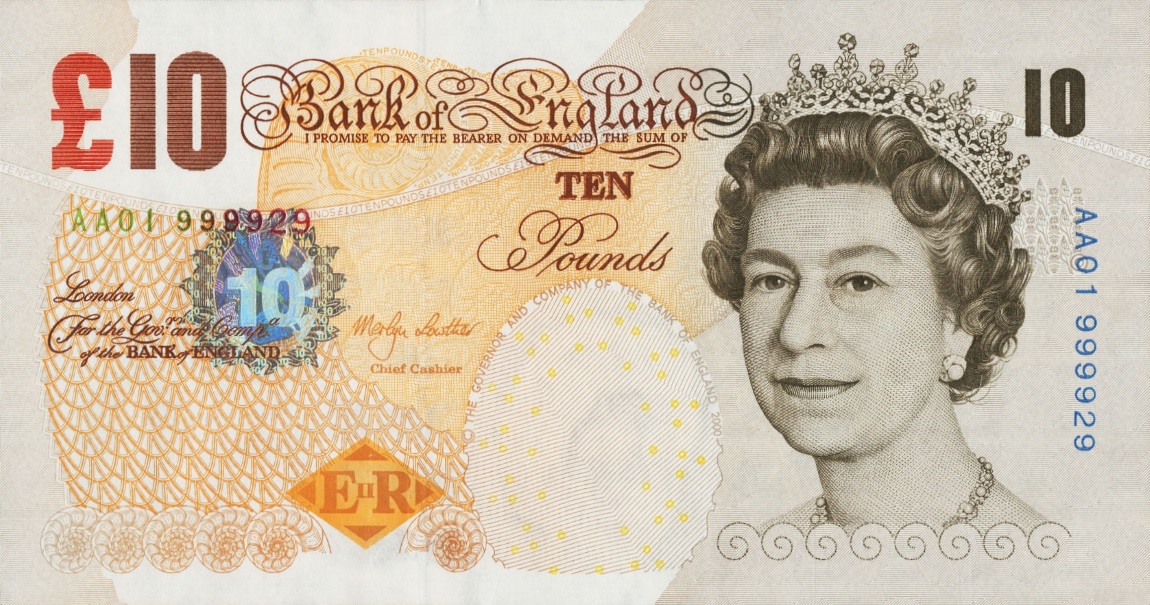 £10
Bank of England
I PROMISE TO PAY THE BEARER ON DEMAND THE SUM OF
TEN
Pounds
10
AA01 999929
10
London
For the Govr. and Compa.
of the BANK of ENGLAND
Merlyn Lowther
Chief Cashier
THE GOVERNOR AND COMPANY OF THE BANK OF ENGLAND 2000
EIIR
AA01 999929